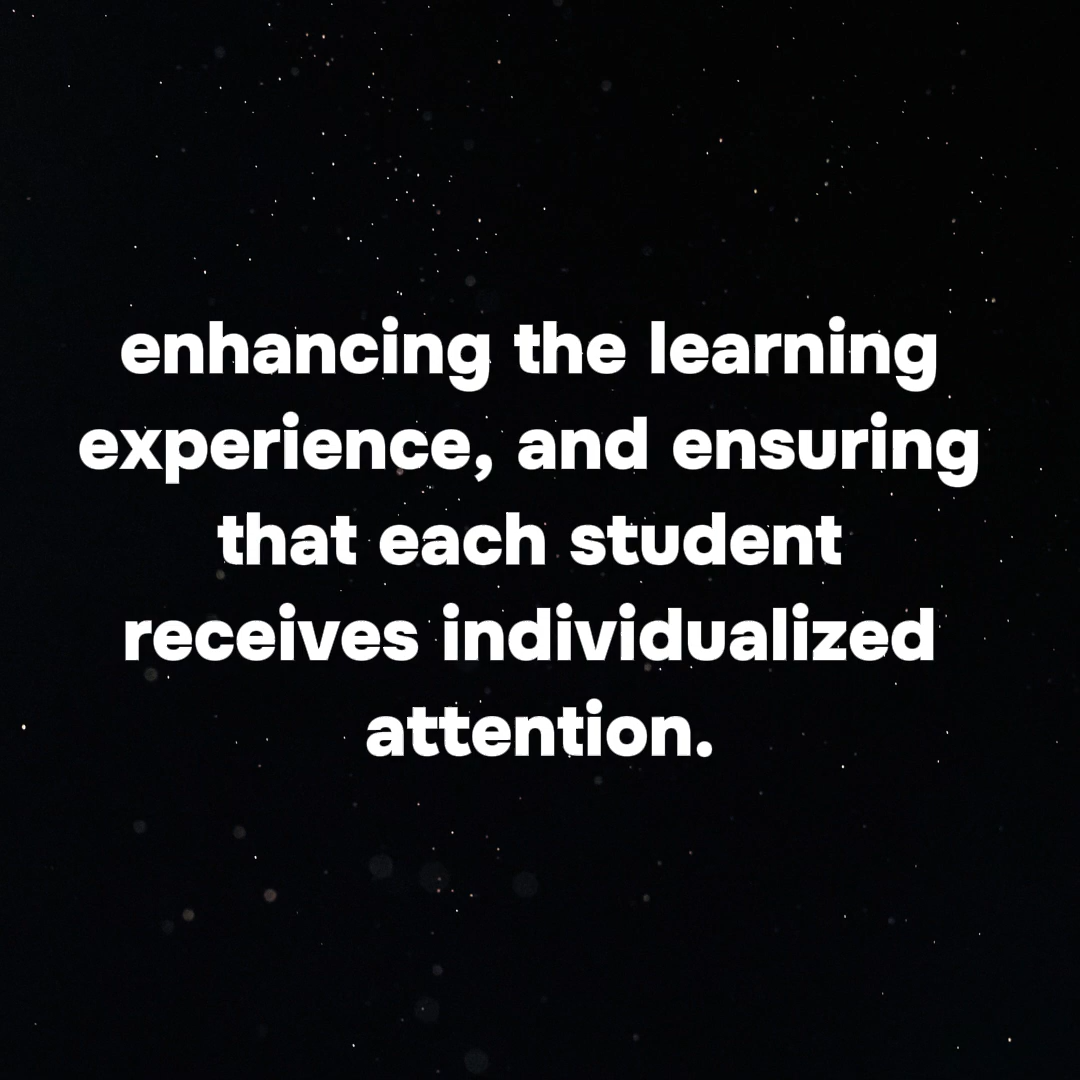 enhancing the learning
experience, and ensuring
that each student
receives individualized
attention.